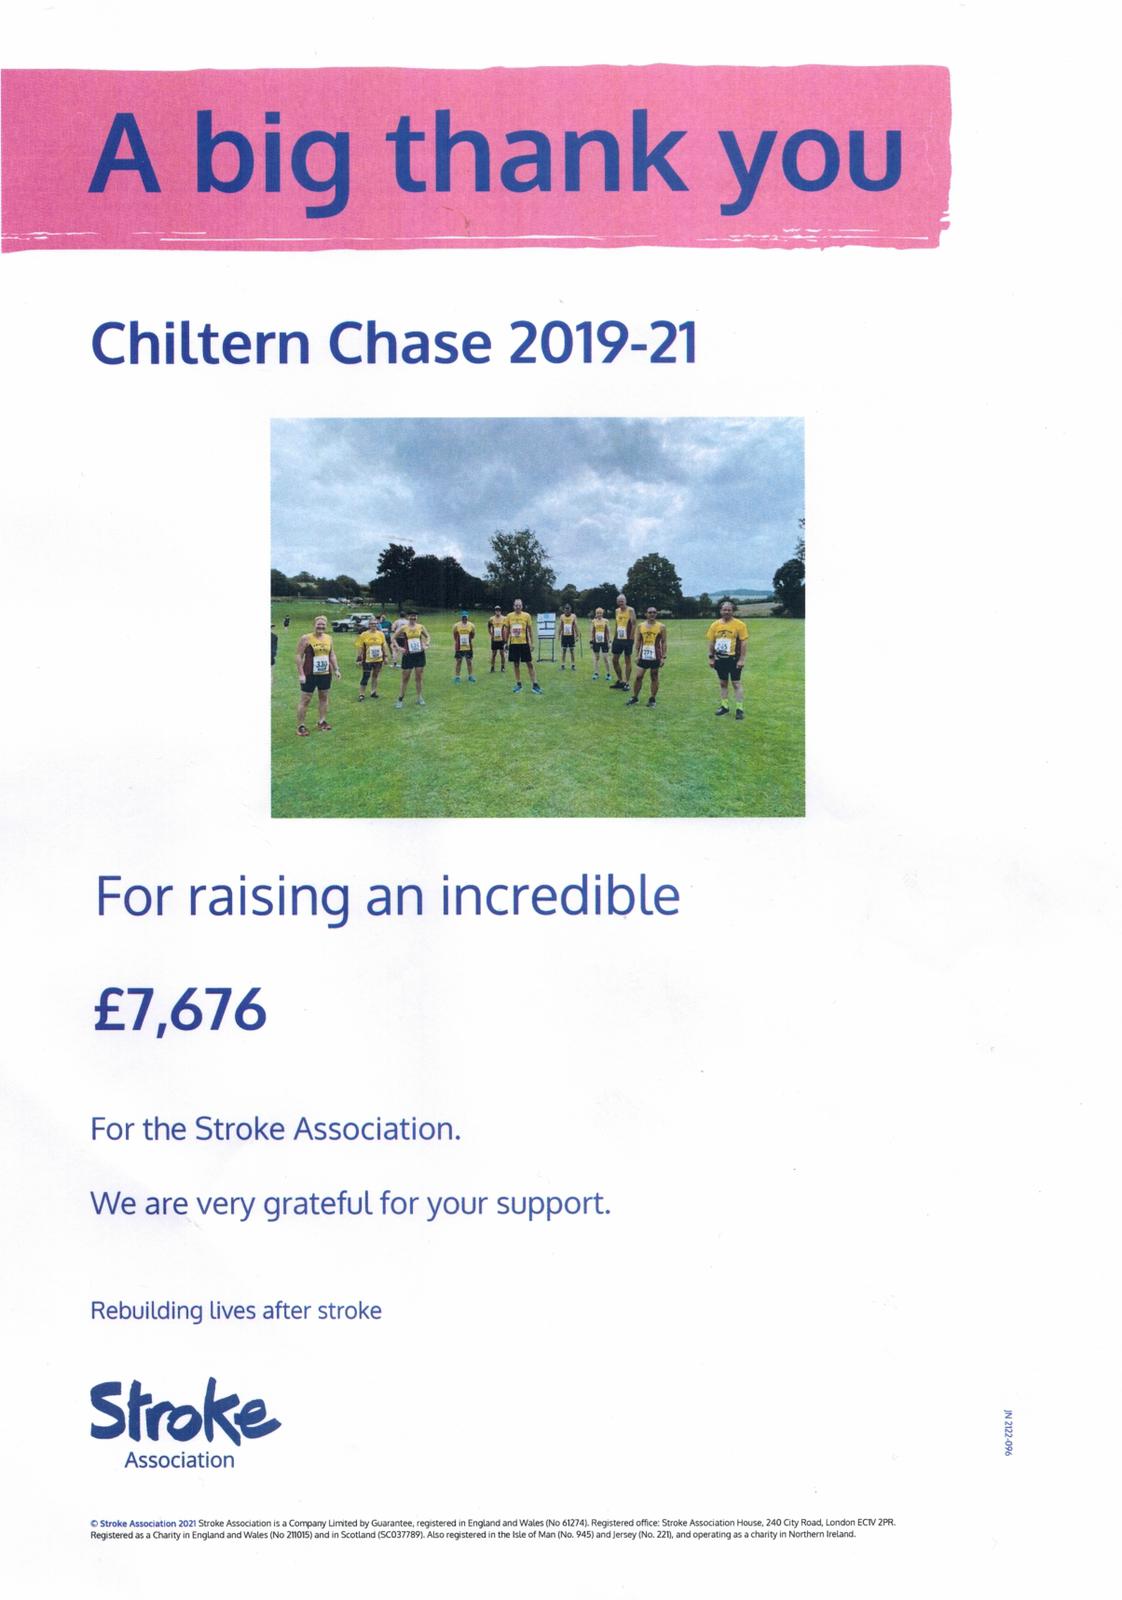 A big thank you
Chiltern Chase 2019-21
For raising an incredible
£7,676
For the Stroke Association.
We are very grateful for your support.
Rebuilding lives after stroke
Stroke
Association
JN 2122-096
© Stroke Association 2021 Stroke Association is a Company Limited by Guarantee, registered in England and Wales (No 61274). Registered office: Stroke Association House, 240 City Road, London EC1V 2PR.
Registered as a Charity in England and Wales (No 211015) and in Scotland (SC037789). Also registered in the Isle of Man (No. 945) and Jersey (No. 221), and operating as a charity in Northern Ireland.